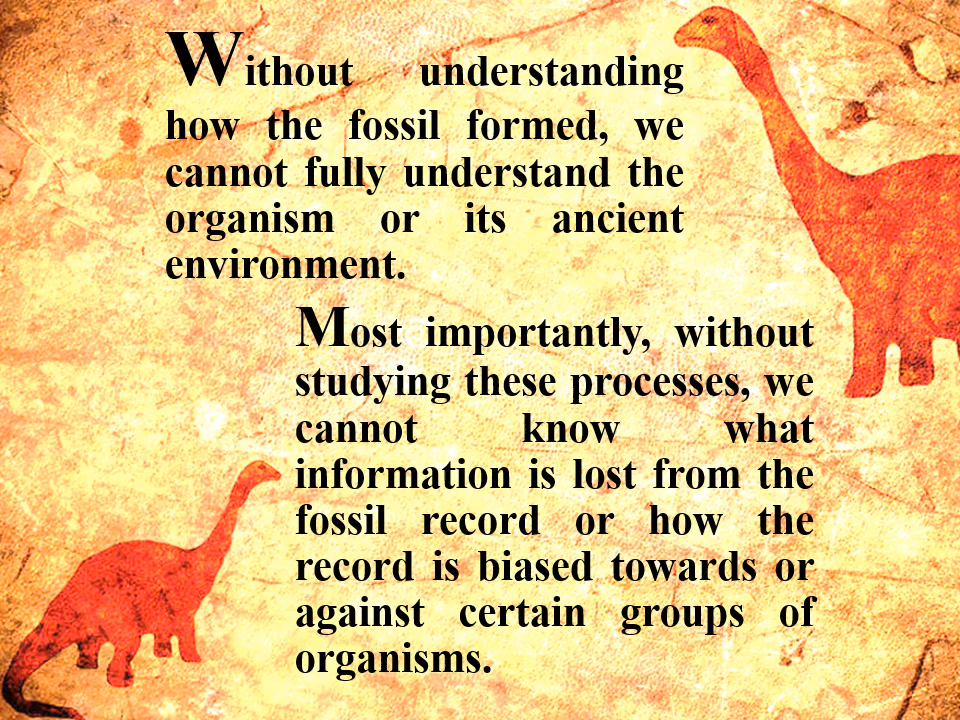 Without understanding
how the fossil formed, we
cannot fully understand the
organism or its ancient
environment.
Most importantly, without
studying these processes, we
cannot know what
information is lost from the
fossil record or how the
record is biased towards or
against certain groups of
organisms.